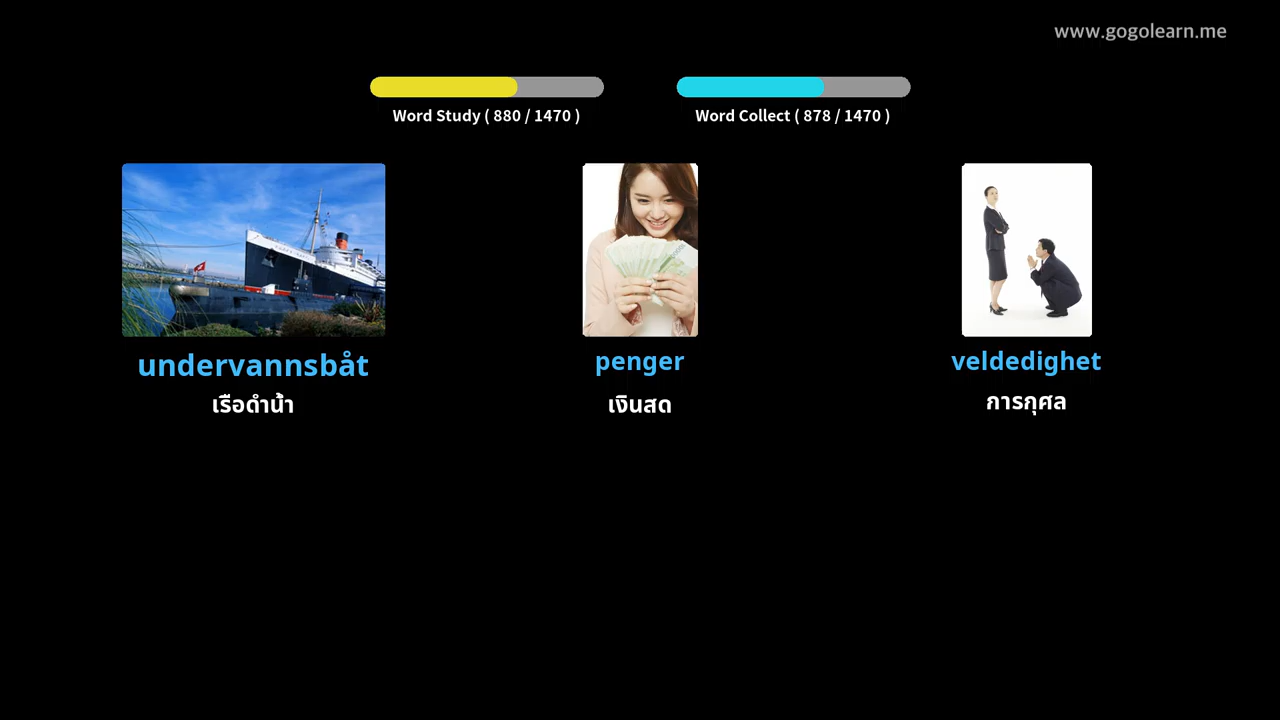 www.gogolearn.me
Word Study ( 880 / 1470 )
Word Collect ( 878 / 1470 )
undervannsbåt
penger
veldedighet
เรือดำน้ำ
เงินสด
การกุศล